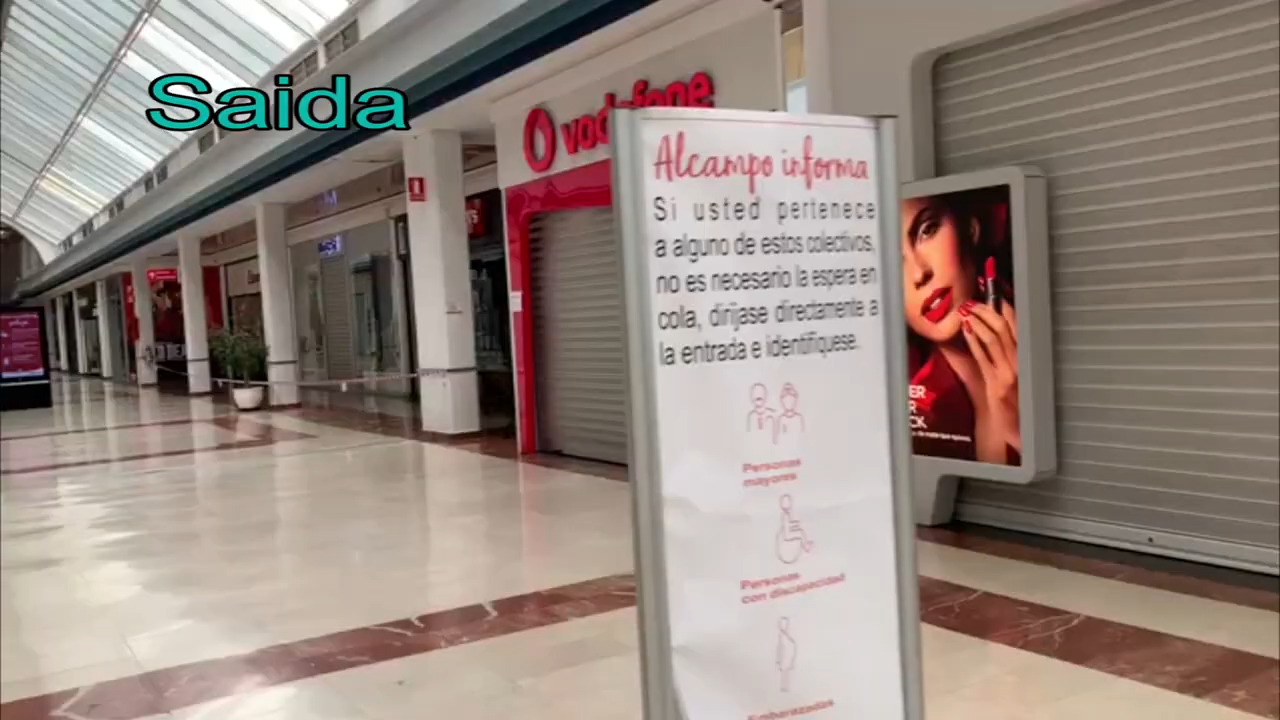 Saida
vodafone
Alcampo informa
Si usted pertenece
a alguno de estos colectivos,
no es necesario la espera en
cola, diríjase directamente a
la entrada e identifíquese.
Personas
mayores
Personas
con discapacidad
Embarazadas